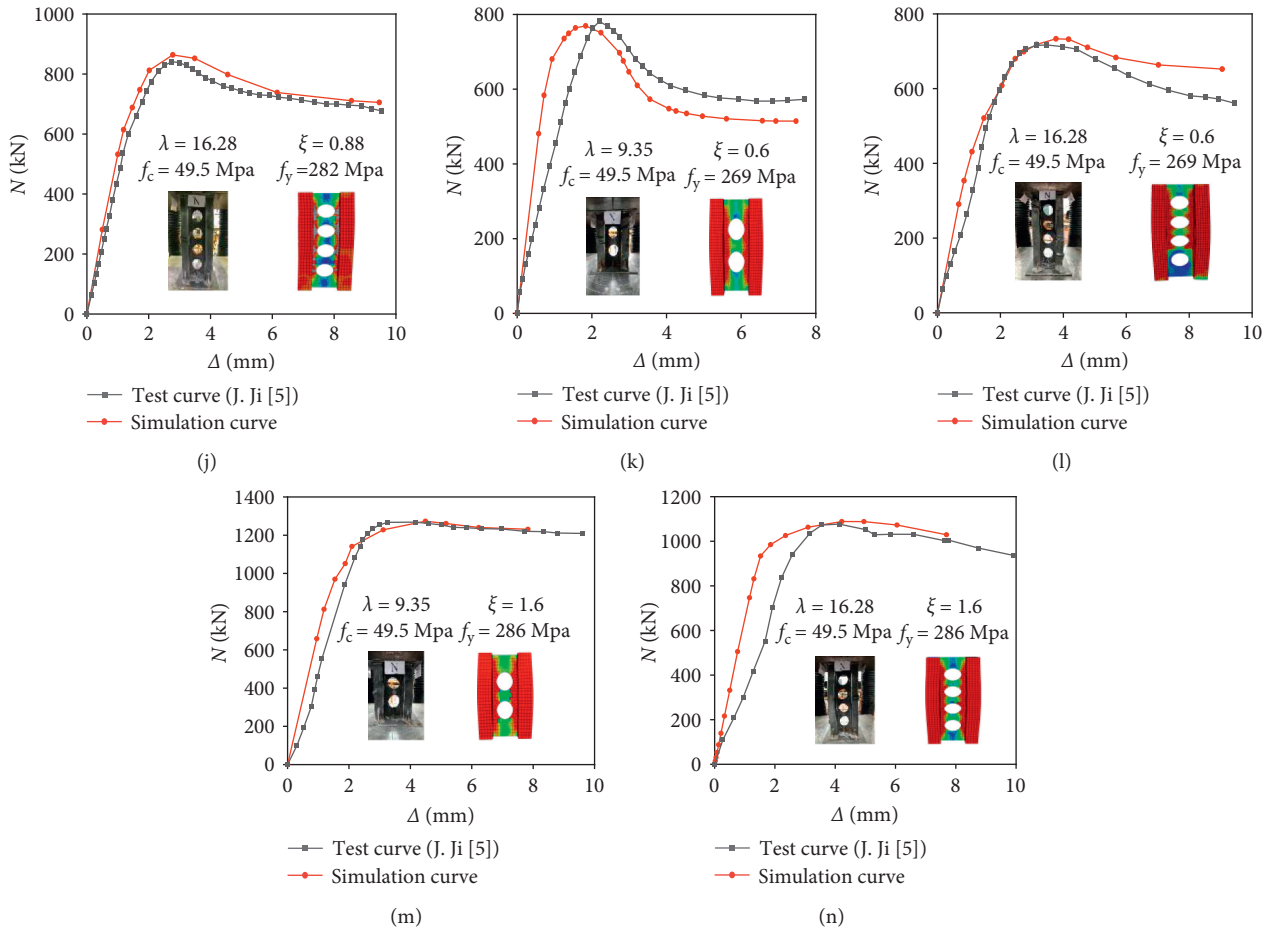 1000
800
600
400
200
0
N (kN)
λ = 16.28
f_c = 49.5 Mpa
ξ = 0.88
f_y =282 Mpa
0 2 4 6 8 10
Δ (mm)
Test curve (J. Ji [5])
Simulation curve
(j)
800
600
400
200
0
N (kN)
λ = 9.35
f_c = 49.5 Mpa
ξ = 0.6
f_y = 269 Mpa
0 2 4 6 8
Δ (mm)
Test curve (J. Ji [5])
Simulation curve
(k)
800
600
400
200
0
N (kN)
λ = 16.28
f_c = 49.5 Mpa
ξ = 0.6
f_y = 269 Mpa
0 2 4 6 8 10
Δ (mm)
Test curve (J. Ji [5])
Simulation curve
(l)
1400
1200
1000
800
600
400
200
0
N (kN)
λ = 9.35
f_c = 49.5 Mpa
ξ = 1.6
f_y = 286 Mpa
0 2 4 6 8 10
Δ (mm)
Test curve (J. Ji [5])
Simulation curve
(m)
1200
1000
800
600
400
200
0
N (kN)
λ = 16.28
f_c = 49.5 Mpa
ξ = 1.6
f_y = 286 Mpa
0 2 4 6 8 10
Δ (mm)
Test curve (J. Ji [5])
Simulation curve
(n)